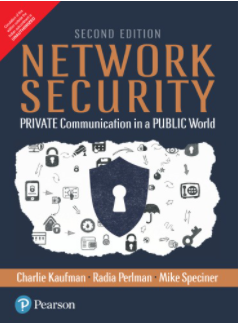 SECOND EDITION
NETWORK
SECURITY
PRIVATE Communication in a PUBLIC World
Charlie Kaufman • Radia Perlman • Mike Speciner
Pearson